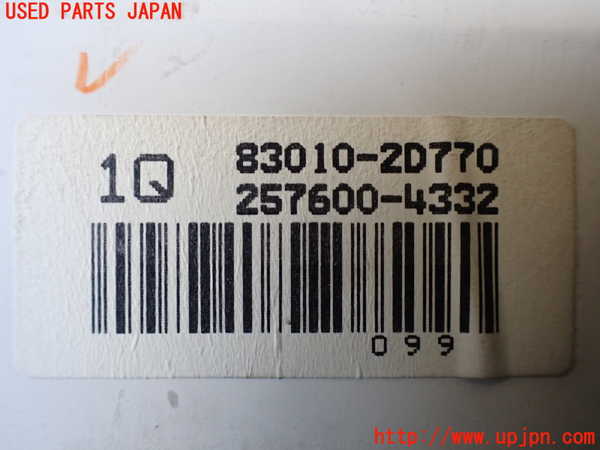 USED PARTS JAPAN
1Q
83010-2D770
257600-4332
099
http://www.upjpn.com/